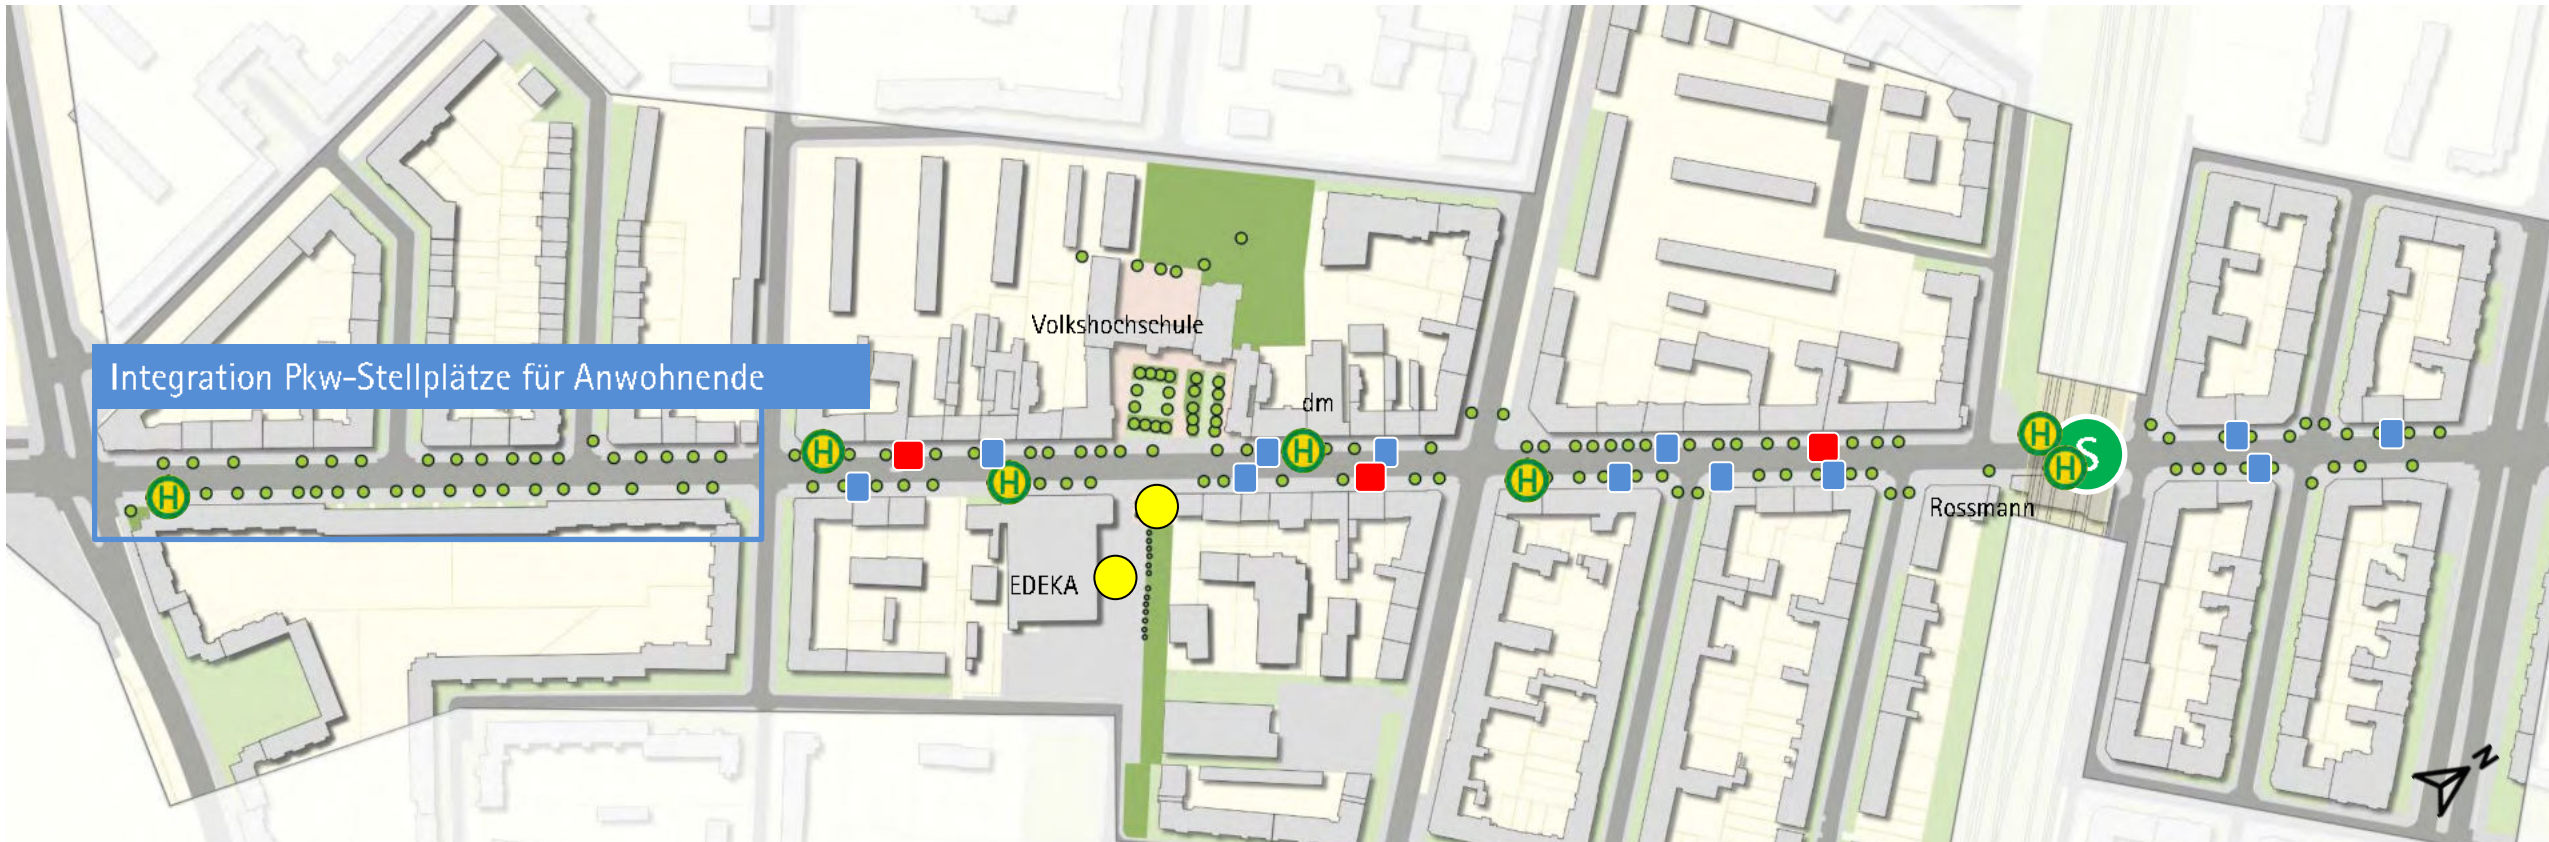 Volkshochschule
Integration Pkw-Stellplätze für Anwohnende
dm
H
H
H
H
H
H
H
S
Rossmann
EDEKA
N